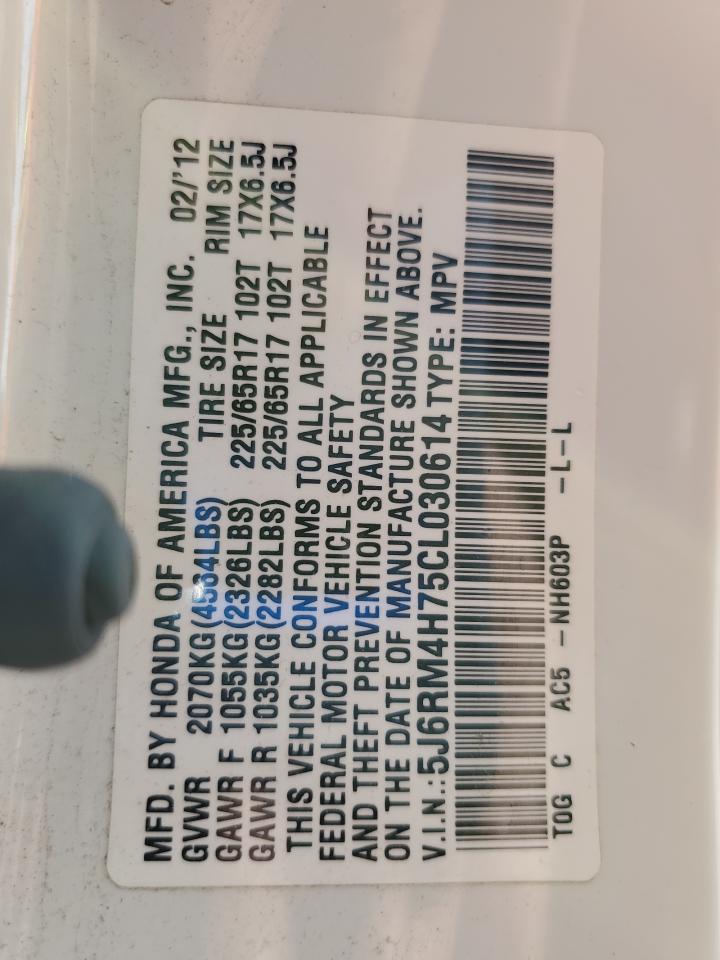 MFD. BY HONDA OF AMERICA MFG., INC. 02/'12
GVWR 2070KG(4564LBS) TIRE SIZE RIM SIZE
GAWR F 1055KG(2326LBS) 225/65R17 102T 17X6.5J
GAWR R 1035KG(2282LBS) 225/65R17 102T 17X6.5J
THIS VEHICLE CONFORMS TO ALL APPLICABLE
FEDERAL MOTOR VEHICLE SAFETY
AND THEFT PREVENTION STANDARDS IN EFFECT
ON THE DATE OF MANUFACTURE SHOWN ABOVE.
V.I.N.: 5J6RM4H75CL030614 TYPE: MPV
T0G C AC5 -NH603P -L-L